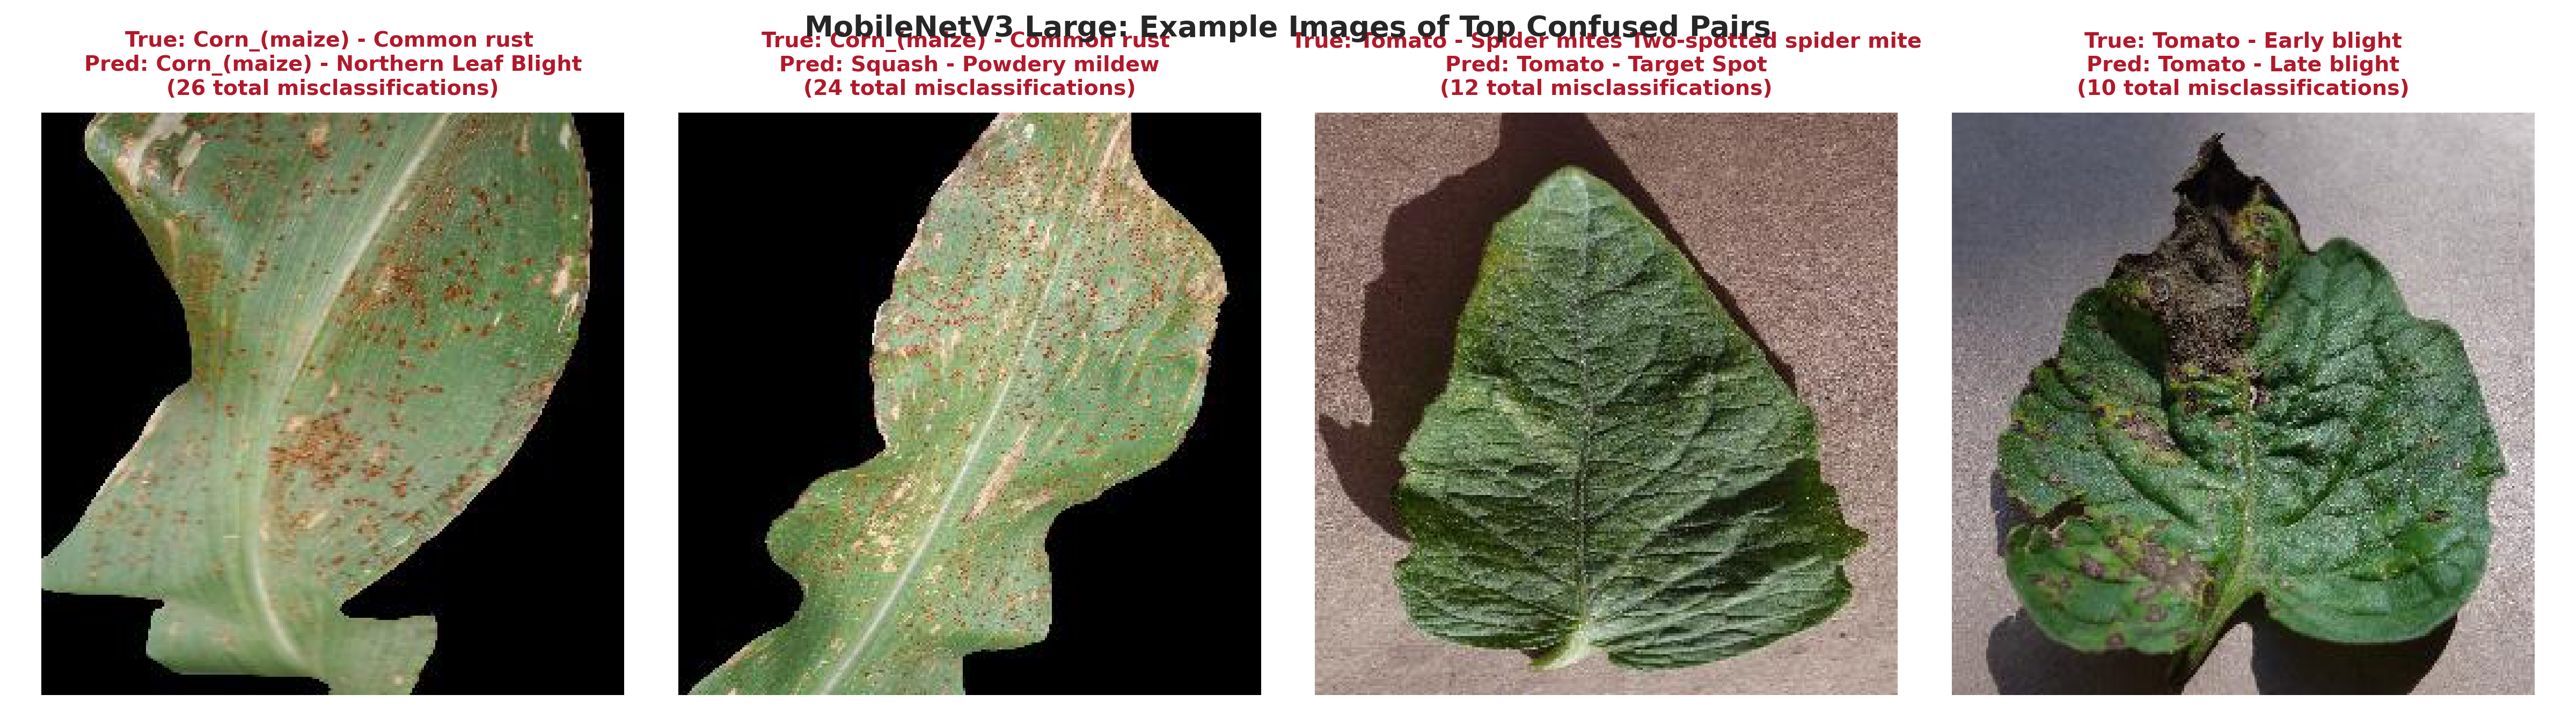 MobileNetV3 Large: Example Images of Top Confused Pairs
True: Corn_(maize) - Common rust
Pred: Corn_(maize) - Northern Leaf Blight
(26 total misclassifications)
True: Corn_(maize) - Common rust
Pred: Squash - Powdery mildew
(24 total misclassifications)
True: Tomato - Spider mites Two-spotted spider mite
Pred: Tomato - Target Spot
(12 total misclassifications)
True: Tomato - Early blight
Pred: Tomato - Late blight
(10 total misclassifications)